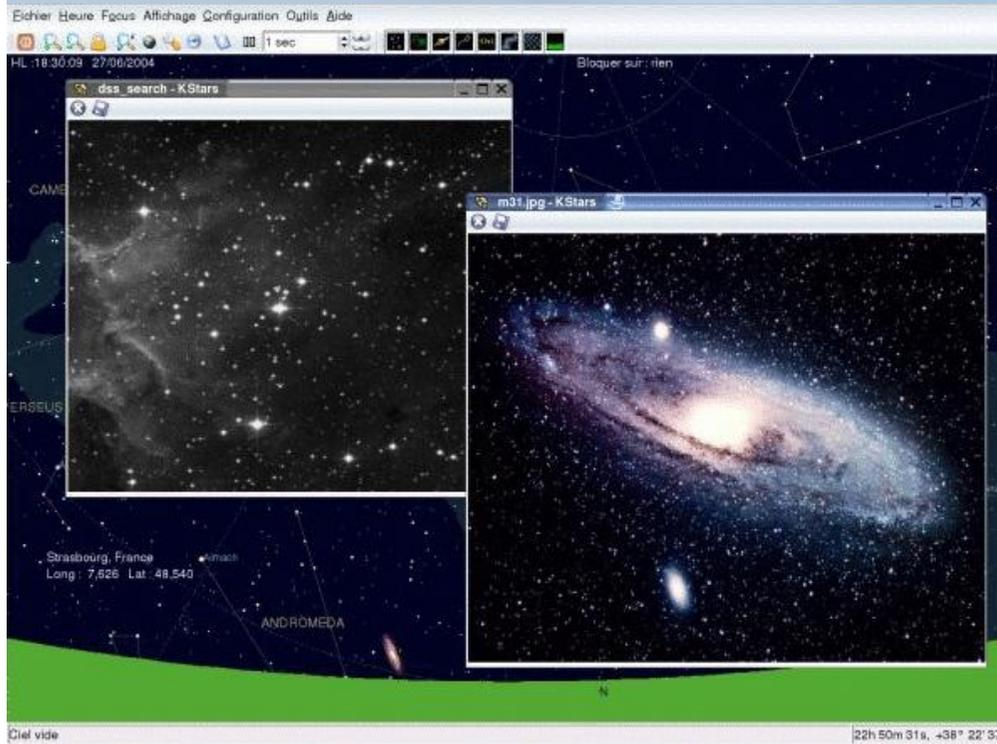 Fichier Heure Focus Affichage Configuration Outils Aide
1 sec
HL :18:30:09 27/06/2004
Bloquer sur : rien
dss_search - KStars
CAME
m31.jpg - KStars
ERSEUS
Strasbourg, France
Almach
Long : 7,626 Lat : 48,540
ANDROMEDA
N
Ciel vide
22h 50m 31s, +38° 22' 3